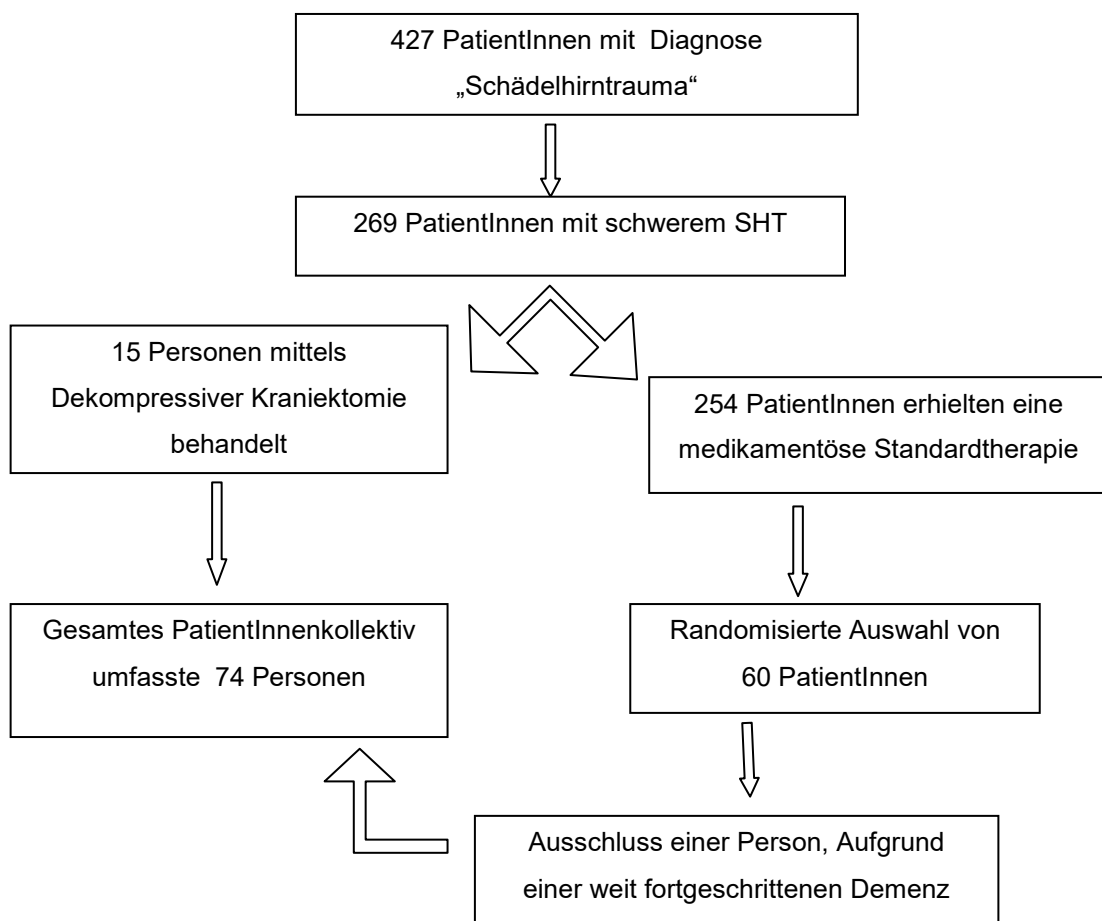 427 PatientInnen mit  Diagnose
„Schädelhirntrauma“
269 PatientInnen mit schwerem SHT
15 Personen mittels
Dekompressiver Kraniektomie
behandelt
254 PatientInnen erhielten eine
medikamentöse Standardtherapie
Gesamtes PatientInnenkollektiv
umfasste  74 Personen
Randomisierte Auswahl von
60 PatientInnen
Ausschluss einer Person, Aufgrund
einer weit fortgeschrittenen Demenz